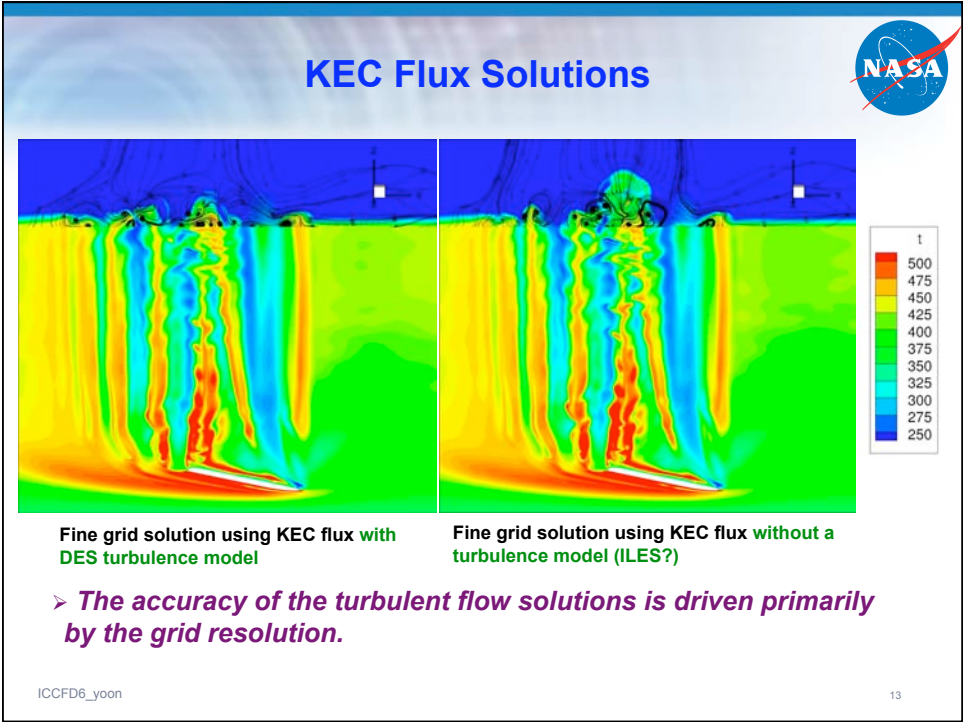 KEC Flux Solutions
NASA
z
Y
t
500
475
450
425
400
375
350
325
300
275
250
Fine grid solution using KEC flux with
DES turbulence model
Fine grid solution using KEC flux without a
turbulence model (ILES?)
➢ The accuracy of the turbulent flow solutions is driven primarily
by the grid resolution.
ICCFD6_yoon
13